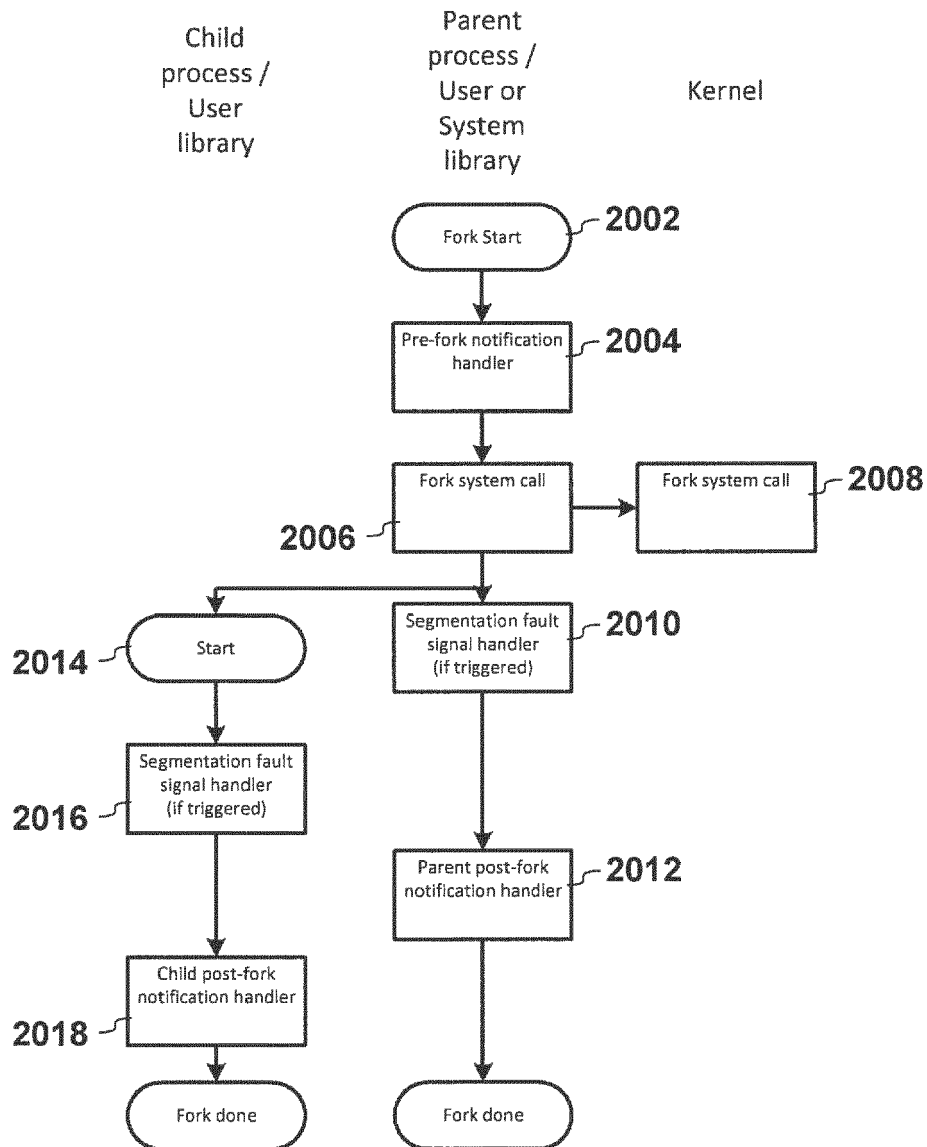 Child
process /
User
library
Parent
process /
User or
System
library
Kernel
Fork Start
2002
Pre-fork notification
handler
2004
Fork system call
2006
Fork system call
2008
Start
2014
Segmentation fault
signal handler
(if triggered)
2010
Segmentation fault
signal handler
(if triggered)
2016
Parent post-fork
notification handler
2012
Child post-fork
notification handler
2018
Fork done
Fork done